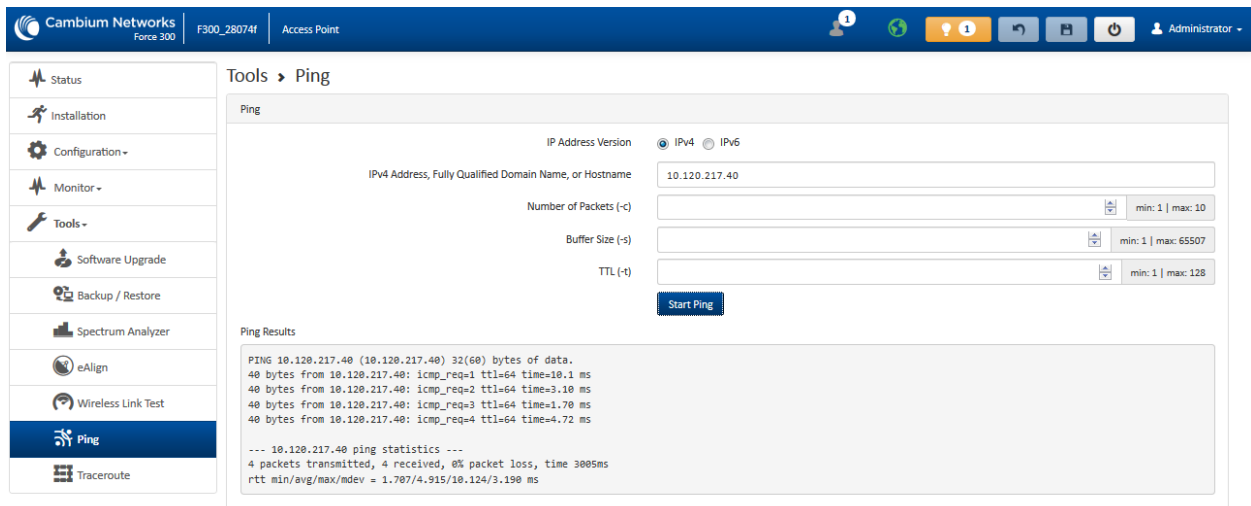 Cambium Networks
Force 300
F300_28074f
Access Point
1
1
Administrator
Status
Installation
Configuration
Monitor
Tools
Software Upgrade
Backup / Restore
Spectrum Analyzer
eAlign
Wireless Link Test
Ping
Traceroute
Tools > Ping
Ping
IP Address Version IPv4 IPv6
IPv4 Address, Fully Qualified Domain Name, or Hostname 10.120.217.40
Number of Packets (-c) min: 1 | max: 10
Buffer Size (-s) min: 1 | max: 65507
TTL (-t) min: 1 | max: 128
Start Ping
Ping Results
PING 10.120.217.40 (10.120.217.40) 32(60) bytes of data.
40 bytes from 10.120.217.40: icmp_req=1 ttl=64 time=10.1 ms
40 bytes from 10.120.217.40: icmp_req=2 ttl=64 time=3.10 ms
40 bytes from 10.120.217.40: icmp_req=3 ttl=64 time=1.70 ms
40 bytes from 10.120.217.40: icmp_req=4 ttl=64 time=4.72 ms
--- 10.120.217.40 ping statistics ---
4 packets transmitted, 4 received, 0% packet loss, time 3005ms
rtt min/avg/max/mdev = 1.707/4.915/10.124/3.190 ms